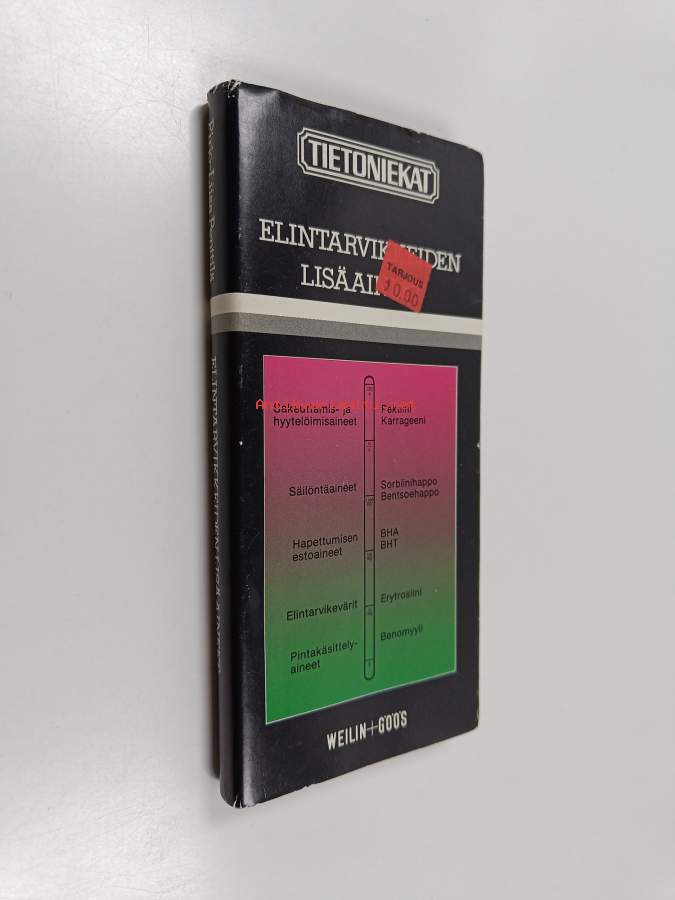 TIETONIEKAT
ELINTARVIKKEIDEN
TARJOUS
10.00
Sakeuttamis- ja
hyytelöimisaineet
Pektiini
Karrageeni
Säilöntäaineet
Sorbiinihappo
Bentsoehappo
Hapettumisen
estoaineet
BHA
BHT
Elintarvikevärit
Erytrosiini
Pintakäsittely-
aineet
Benomyyli
WEILIN+GÖÖS
ELINTARVIKKEIDEN LISÄAINEET